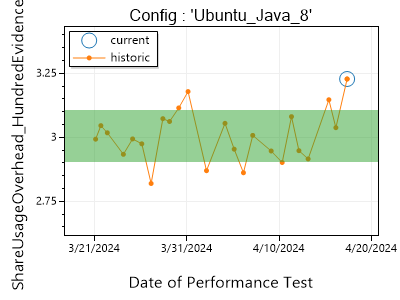 Config : 'Ubuntu_Java_8'
current
historic
ShareUsageOverhead_HundredEvidence
3.25
3
2.75
3/21/2024
3/31/2024
4/10/2024
4/20/2024
Date of Performance Test